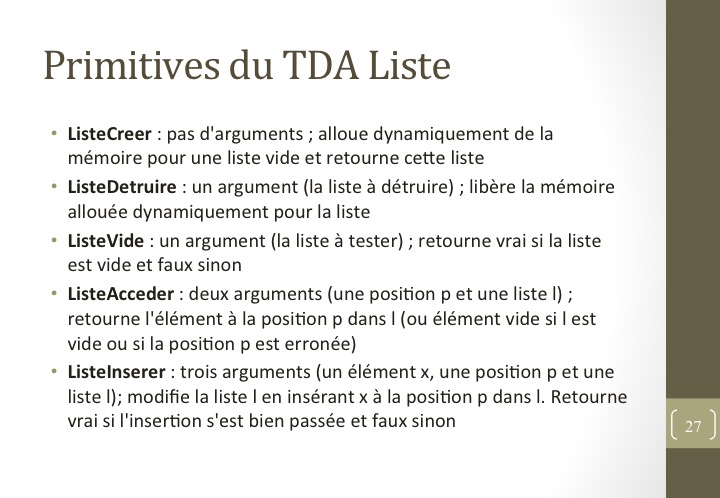 Primitives du TDA Liste
• ListeCreer : pas d'arguments ; alloue dynamiquement de la
mémoire pour une liste vide et retourne cette liste
• ListeDetruire : un argument (la liste à détruire) ; libère la mémoire
allouée dynamiquement pour la liste
• ListeVide : un argument (la liste à tester) ; retourne vrai si la liste
est vide et faux sinon
• ListeAcceder : deux arguments (une position p et une liste l) ;
retourne l'élément à la position p dans l (ou élément vide si l est
vide ou si la position p est erronée)
• ListeInserer : trois arguments (un élément x, une position p et une
liste l); modifie la liste l en insérant x à la position p dans l. Retourne
vrai si l'insertion s'est bien passée et faux sinon
27